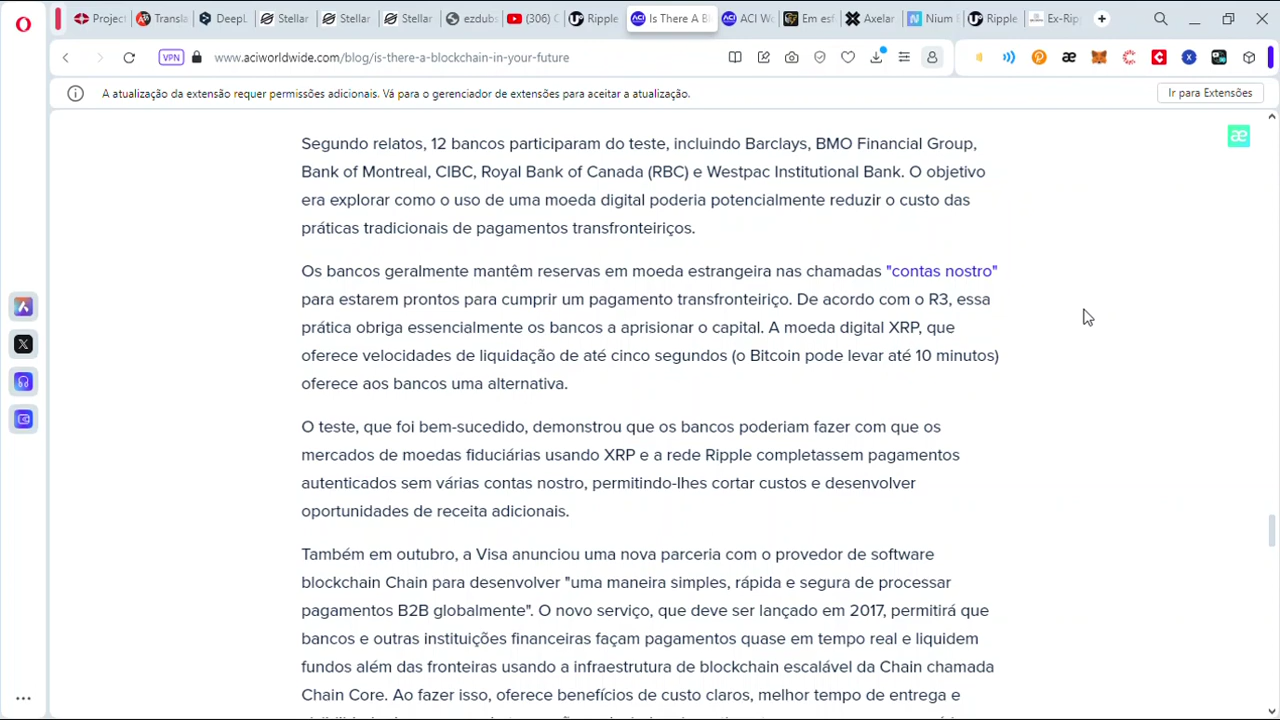 Project
Transla
DeepL
Stellar
Stellar
Stellar
ezdubs
(306) C
Ripple
Is There A Bl
ACI Wo
Em esf
Axelar
Nium E
Ripple
Ex-Rip
VPN
www.aciworldwide.com/blog/is-there-a-blockchain-in-your-future
A atualização da extensão requer permissões adicionais. Vá para o gerenciador de extensões para aceitar a atualização.
Ir para Extensões
Segundo relatos, 12 bancos participaram do teste, incluindo Barclays, BMO Financial Group,
Bank of Montreal, CIBC, Royal Bank of Canada (RBC) e Westpac Institutional Bank. O objetivo
era explorar como o uso de uma moeda digital poderia potencialmente reduzir o custo das
práticas tradicionais de pagamentos transfronteiriços.
Os bancos geralmente mantêm reservas em moeda estrangeira nas chamadas "contas nostro"
para estarem prontos para cumprir um pagamento transfronteiriço. De acordo com o R3, essa
prática obriga essencialmente os bancos a aprisionar o capital. A moeda digital XRP, que
oferece velocidades de liquidação de até cinco segundos (o Bitcoin pode levar até 10 minutos)
oferece aos bancos uma alternativa.
O teste, que foi bem-sucedido, demonstrou que os bancos poderiam fazer com que os
mercados de moedas fiduciárias usando XRP e a rede Ripple completassem pagamentos
autenticados sem várias contas nostro, permitindo-lhes cortar custos e desenvolver
oportunidades de receita adicionais.
Também em outubro, a Visa anunciou uma nova parceria com o provedor de software
blockchain Chain para desenvolver "uma maneira simples, rápida e segura de processar
pagamentos B2B globalmente". O novo serviço, que deve ser lançado em 2017, permitirá que
bancos e outras instituições financeiras façam pagamentos quase em tempo real e liquidem
fundos além das fronteiras usando a infraestrutura de blockchain escalável da Chain chamada
Chain Core. Ao fazer isso, oferece benefícios de custo claros, melhor tempo de entrega e